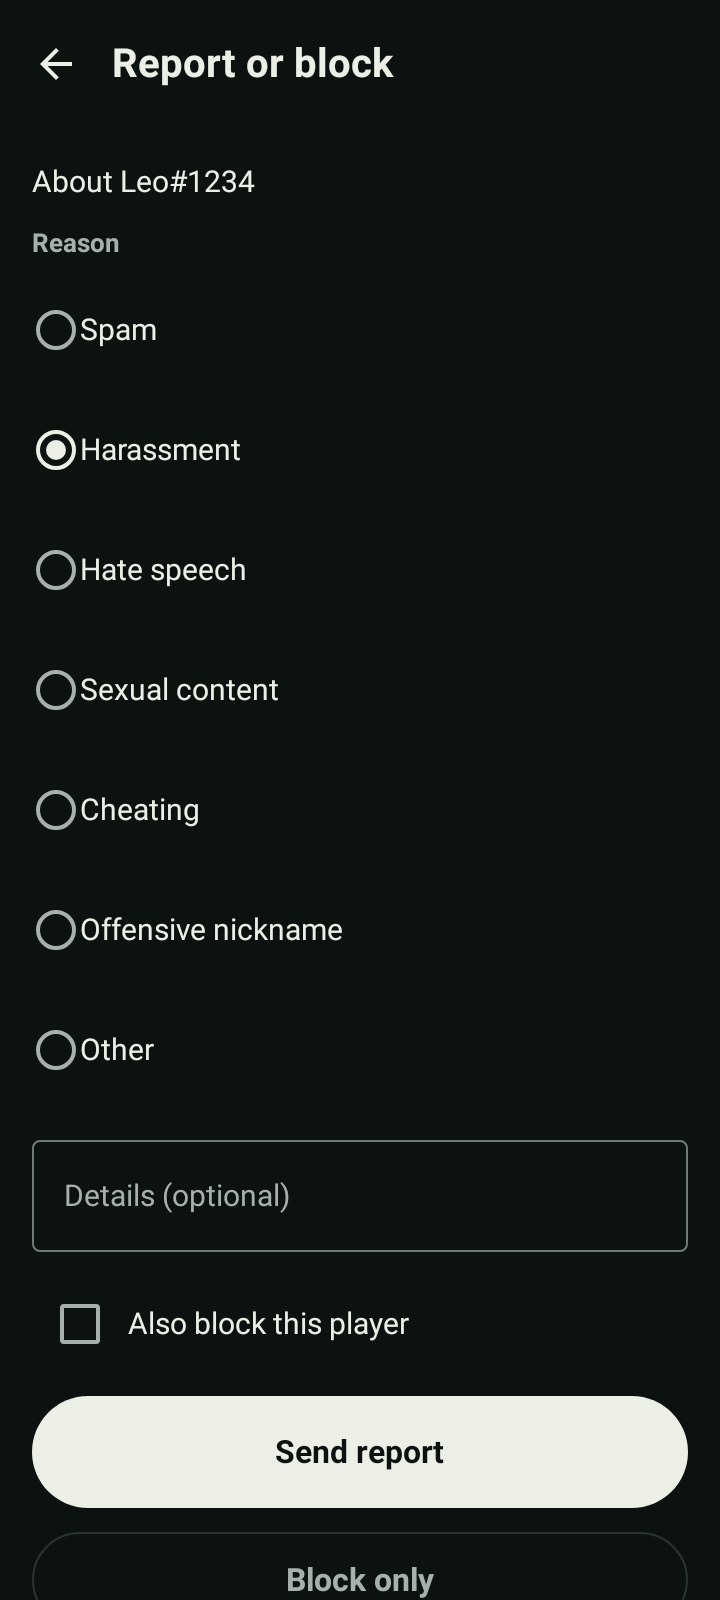 Report or block
About Leo#1234
Reason
Spam
Harassment
Hate speech
Sexual content
Cheating
Offensive nickname
Other
Details (optional)
Also block this player
Send report
Block only